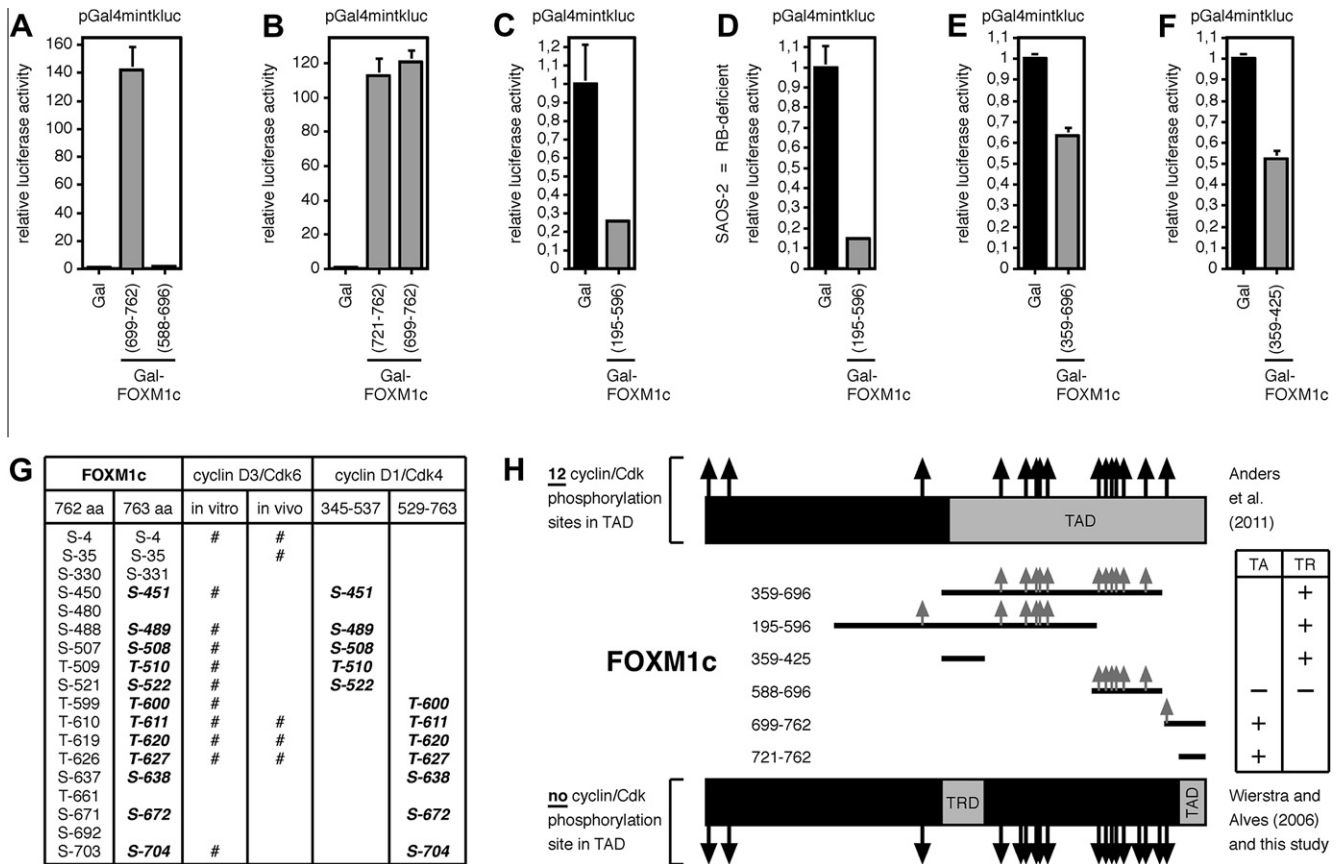 A
pGal4mintkluc
relative luciferase activity
160
140
120
100
80
60
40
20
0
Gal
(699-762)
(588-696)
Gal-
FOXM1c
B
pGal4mintkluc
relative luciferase activity
120
100
80
60
40
20
0
Gal
(721-762)
(699-762)
Gal-
FOXM1c
C
pGal4mintkluc
relative luciferase activity
1,2
1,1
1
0,9
0,8
0,7
0,6
0,5
0,4
0,3
0,2
0,1
0
Gal
(195-596)
Gal-
FOXM1c
D
pGal4mintkluc
SAOS-2 = RB-deficient
relative luciferase activity
1,1
1
0,9
0,8
0,7
0,6
0,5
0,4
0,3
0,2
0,1
0
Gal
(195-596)
Gal-
FOXM1c
E
pGal4mintkluc
relative luciferase activity
1,1
1
0,9
0,8
0,7
0,6
0,5
0,4
0,3
0,2
0,1
0
Gal
(359-696)
Gal-
FOXM1c
F
pGal4mintkluc
relative luciferase activity
1,1
1
0,9
0,8
0,7
0,6
0,5
0,4
0,3
0,2
0,1
0
Gal
(359-425)
Gal-
FOXM1c
G
FOXM1c cyclin D3/Cdk6 cyclin D1/Cdk4
762 aa 763 aa in vitro in vivo 345-537 529-763
S-4 S-4 # #
S-35 S-35 #
S-330 S-331
S-450 S-451 # S-451
S-480
S-488 S-489 # S-489
S-507 S-508 # S-508
T-509 T-510 # T-510
S-521 S-522 # S-522
T-599 T-600 # T-600
T-610 T-611 # # T-611
T-619 T-620 # # T-620
T-626 T-627 # # T-627
S-637 S-638 S-638
T-661
S-671 S-672 S-672
S-692
S-703 S-704 # S-704
H
12 cyclin/Cdk
phosphorylation
sites in TAD
TAD
Anders
et al.
(2011)
TA TR
FOXM1c
359-696 +
195-596 +
359-425 +
588-696 − −
699-762 +
721-762 +
no cyclin/Cdk
phosphorylation
site in TAD
TRD
TAD
Wierstra and
Alves (2006)
and this study